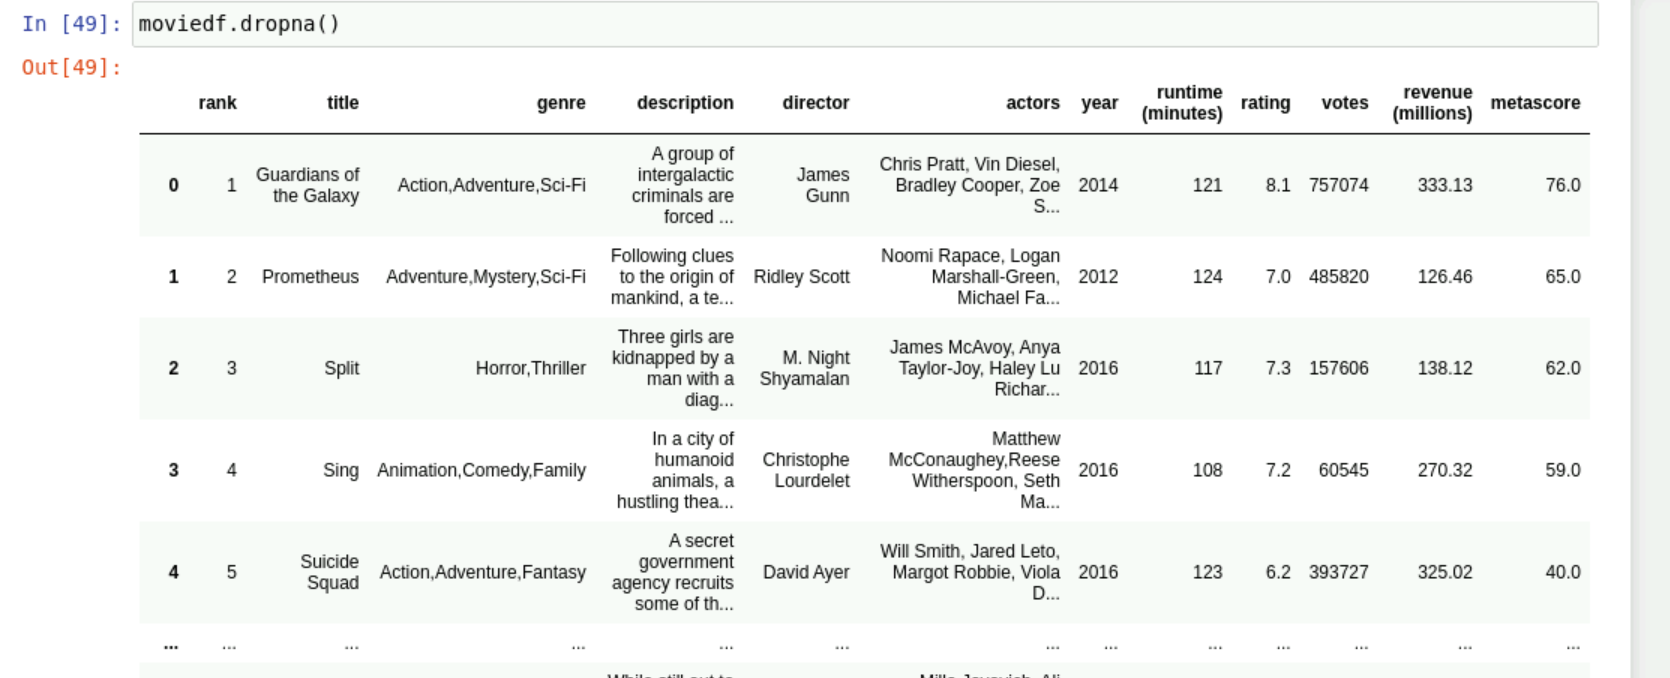 In [49]: moviedf.dropna()
Out[49]:
rank title genre description director actors year runtime (minutes) rating votes revenue (millions) metascore
0 1 Guardians of the Galaxy Action,Adventure,Sci-Fi A group of intergalactic criminals are forced ... James Gunn Chris Pratt, Vin Diesel, Bradley Cooper, Zoe S... 2014 121 8.1 757074 333.13 76.0
1 2 Prometheus Adventure,Mystery,Sci-Fi Following clues to the origin of mankind, a te... Ridley Scott Noomi Rapace, Logan Marshall-Green, Michael Fa... 2012 124 7.0 485820 126.46 65.0
2 3 Split Horror,Thriller Three girls are kidnapped by a man with a diag... M. Night Shyamalan James McAvoy, Anya Taylor-Joy, Haley Lu Richar... 2016 117 7.3 157606 138.12 62.0
3 4 Sing Animation,Comedy,Family In a city of humanoid animals, a hustling thea... Christophe Lourdelet Matthew McConaughey,Reese Witherspoon, Seth Ma... 2016 108 7.2 60545 270.32 59.0
4 5 Suicide Squad Action,Adventure,Fantasy A secret government agency recruits some of th... David Ayer Will Smith, Jared Leto, Margot Robbie, Viola D... 2016 123 6.2 393727 325.02 40.0
... ... ... ... ... ... ... ... ... ... ... ... ...